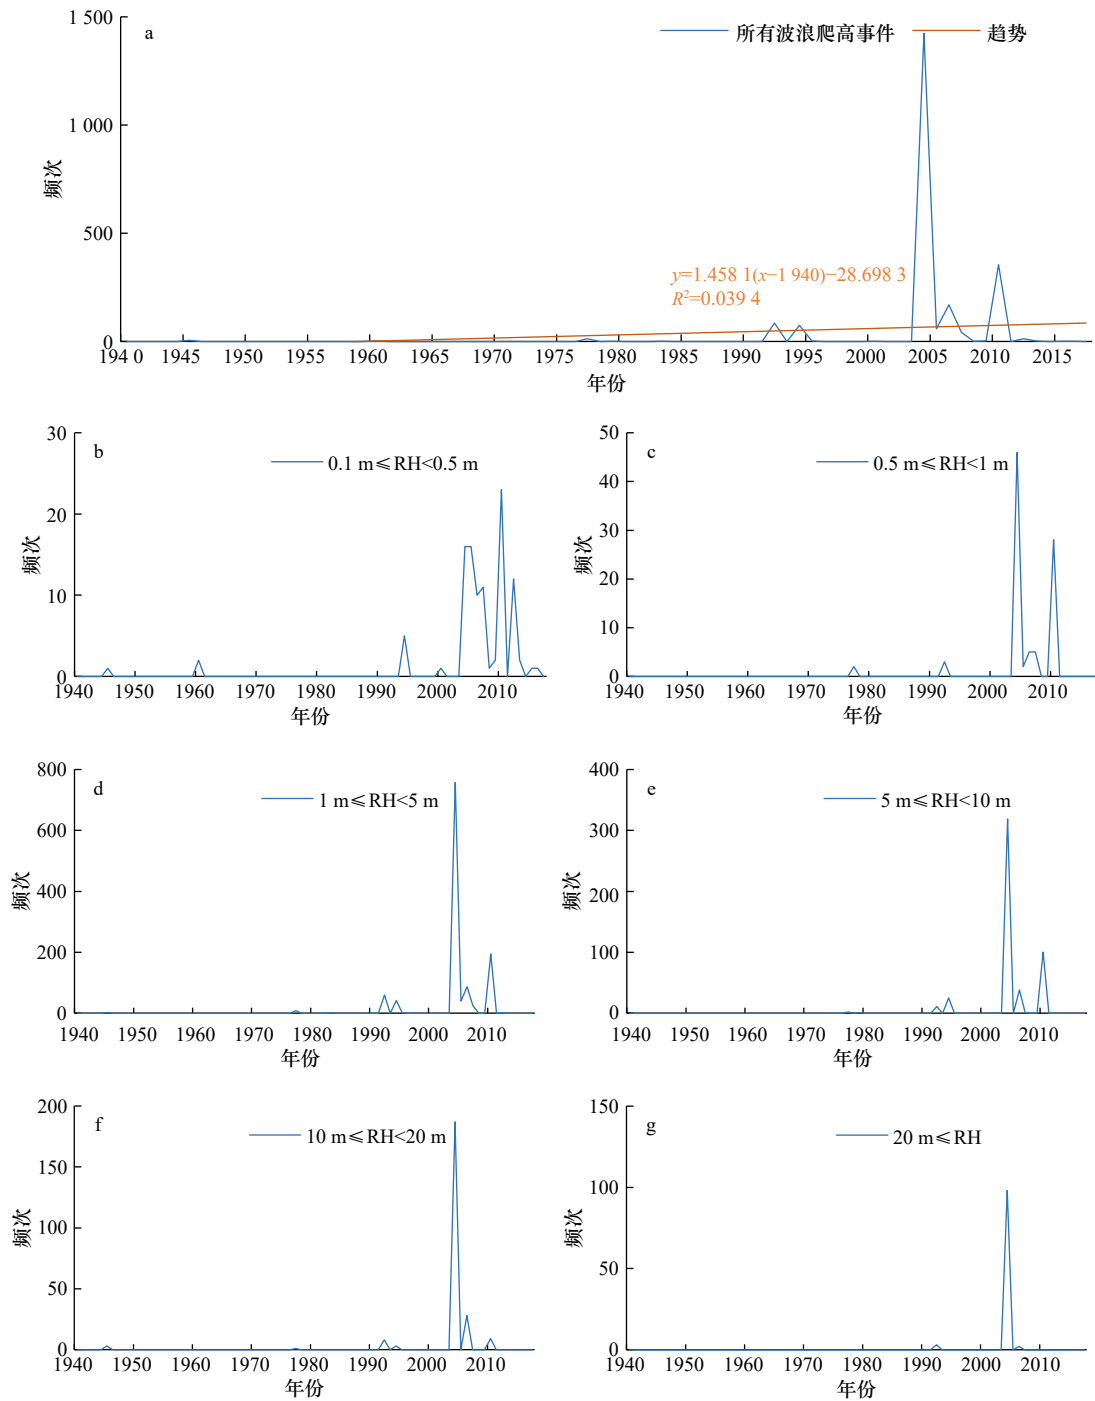 a
所有波浪爬高事件 趋势
1 500
1 000
500
0
频次
y=1.458 1(x−1 940)−28.698 3
R²=0.039 4
194 0 1945 1950 1955 1960 1965 1970 1975 1980 1985 1990 1995 2000 2005 2010 2015
年份
b
0.1 m⩽RH<0.5 m
30
20
10
0
频次
1940 1950 1960 1970 1980 1990 2000 2010
年份
c
0.5 m⩽RH<1 m
50
40
30
20
10
0
频次
1940 1950 1960 1970 1980 1990 2000 2010
年份
d
1 m⩽RH<5 m
800
600
400
200
0
频次
1940 1950 1960 1970 1980 1990 2000 2010
年份
e
5 m⩽RH<10 m
400
300
200
100
0
频次
1940 1950 1960 1970 1980 1990 2000 2010
年份
f
10 m⩽RH<20 m
200
150
100
50
0
频次
1940 1950 1960 1970 1980 1990 2000 2010
年份
g
20 m⩽RH
150
100
50
0
频次
1940 1950 1960 1970 1980 1990 2000 2010
年份